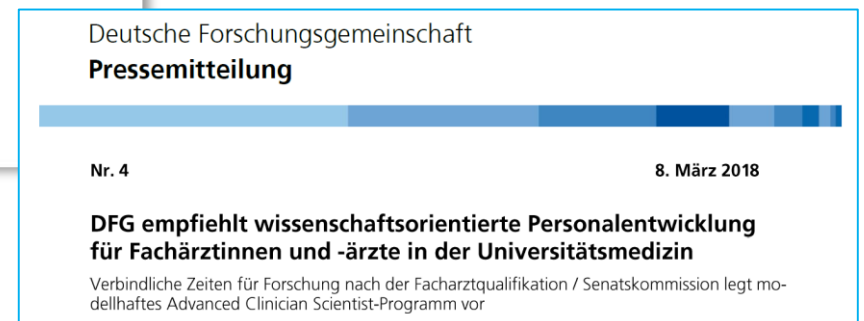 Deutsche Forschungsgemeinschaft
Pressemitteilung
Nr. 4 8. März 2018
DFG empfiehlt wissenschaftsorientierte Personalentwicklung
für Fachärztinnen und -ärzte in der Universitätsmedizin
Verbindliche Zeiten für Forschung nach der Facharztqualifikation / Senatskommission legt mo-
dellhaftes Advanced Clinician Scientist-Programm vor